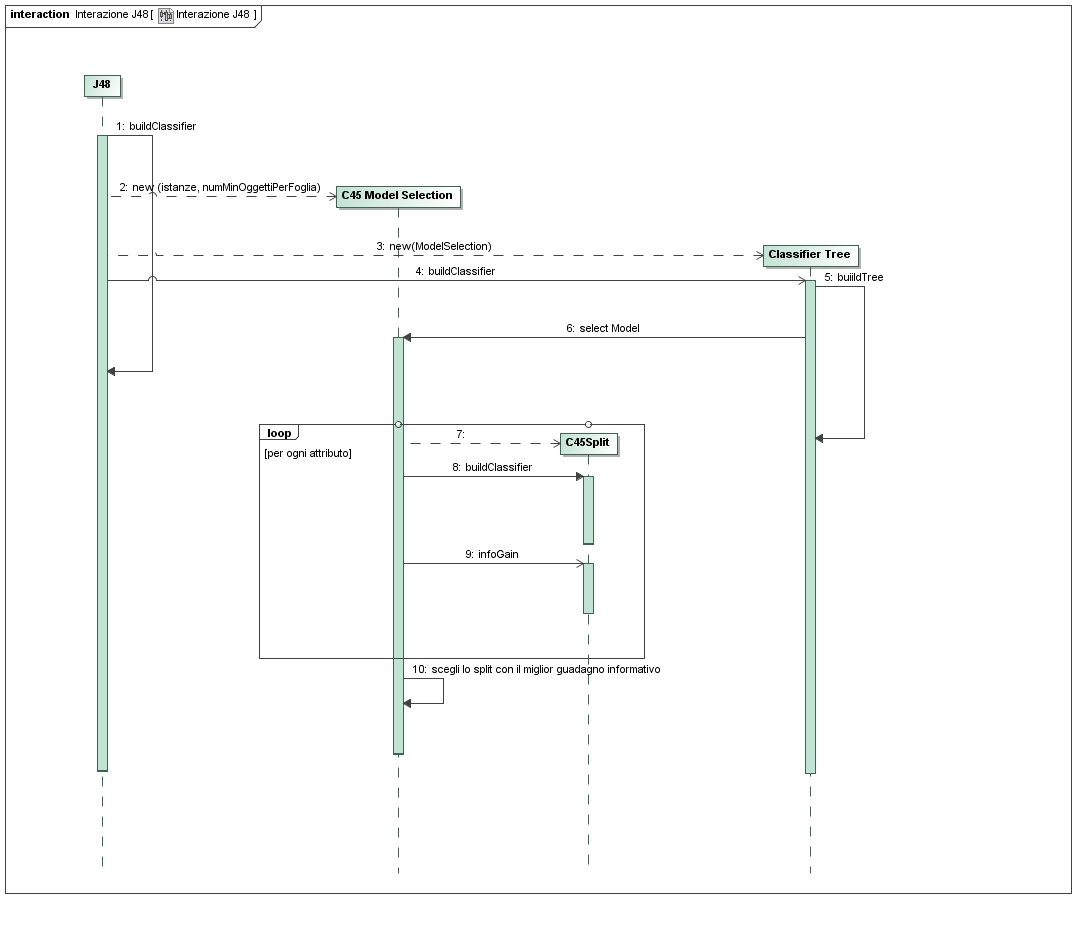 interaction Interazione J48[ Interazione J48 ]
J48
1: buildClassifier
2: new (istanze, numMinOggettiPerFoglia)
C45 Model Selection
3: new(ModelSelection)
Classifier Tree
4: buildClassifier
5: buiidTree
6: select Model
loop
7:
C45Split
[per ogni attributo]
8: buildClassifier
9: infoGain
10: scegli lo split con il miglior guadagno informativo